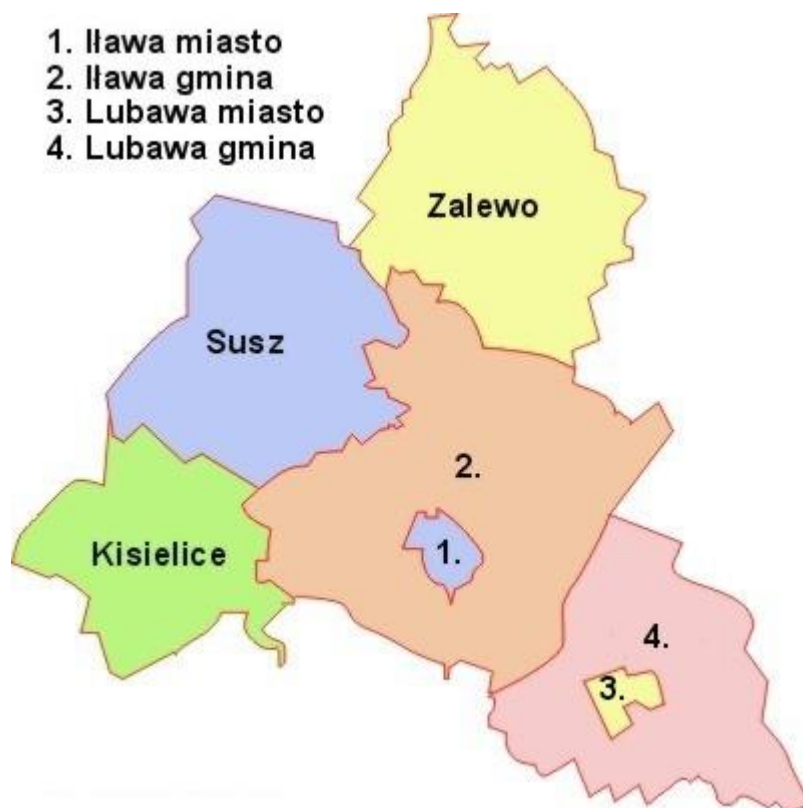 1. Iława miasto
2. Iława gmina
3. Lubawa miasto
4. Lubawa gmina
Zalewo
Susz
2.
Kisielice
1.
4.
3.